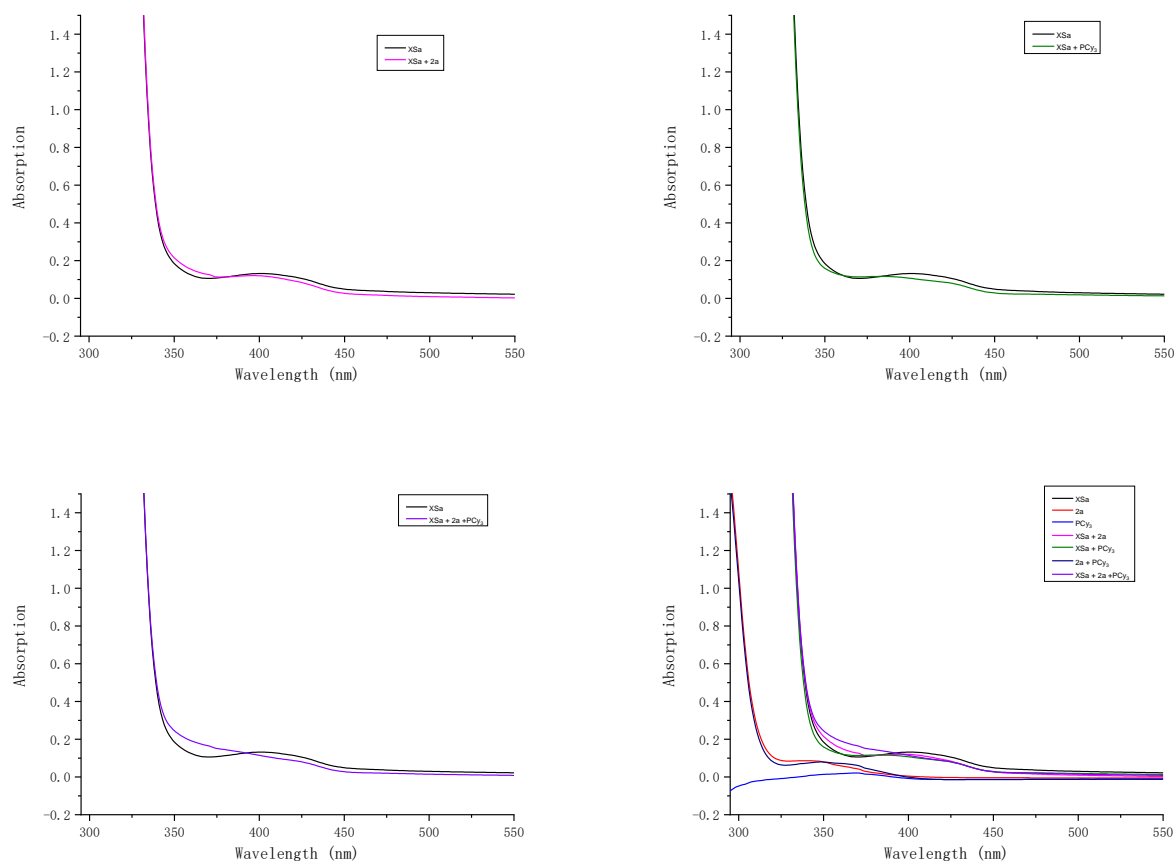 XSa
XSa + 2a
1.4
1.2
1.0
0.8
0.6
0.4
0.2
0.0
-0.2
300
350
400
450
500
550
Absorption
Wavelength (nm)
XSa
XSa + PCy₃
1.4
1.2
1.0
0.8
0.6
0.4
0.2
0.0
-0.2
300
350
400
450
500
550
Absorption
Wavelength (nm)
XSa
XSa + 2a +PCy₃
1.4
1.2
1.0
0.8
0.6
0.4
0.2
0.0
-0.2
300
350
400
450
500
550
Absorption
Wavelength (nm)
XSa
2a
PCy₃
XSa + 2a
XSa + PCy₃
2a + PCy₃
XSa + 2a +PCy₃
1.4
1.2
1.0
0.8
0.6
0.4
0.2
0.0
-0.2
300
350
400
450
500
550
Absorption
Wavelength (nm)